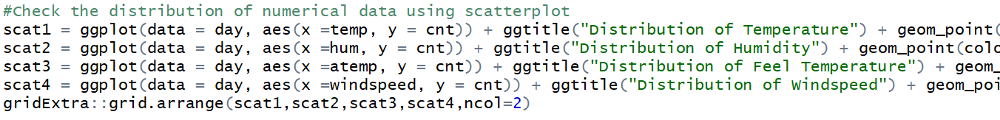 #Check the distribution of numerical data using scatterplot
scat1 = ggplot(data = day, aes(x =temp, y = cnt)) + ggtitle("Distribution of Temperature") + geom_point(
scat2 = ggplot(data = day, aes(x =hum, y = cnt)) + ggtitle("Distribution of Humidity") + geom_point(colo
scat3 = ggplot(data = day, aes(x =atemp, y = cnt)) + ggtitle("Distribution of Feel Temperature") + geom_
scat4 = ggplot(data = day, aes(x =windspeed, y = cnt)) + ggtitle("Distribution of Windspeed") + geom_poi
gridExtra::grid.arrange(scat1,scat2,scat3,scat4,ncol=2)